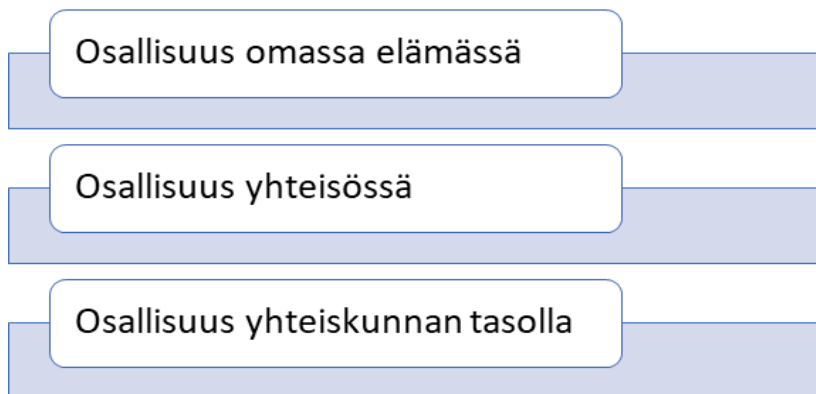 Osallisuus omassa elämässä
Osallisuus yhteisössä
Osallisuus yhteiskunnan tasolla